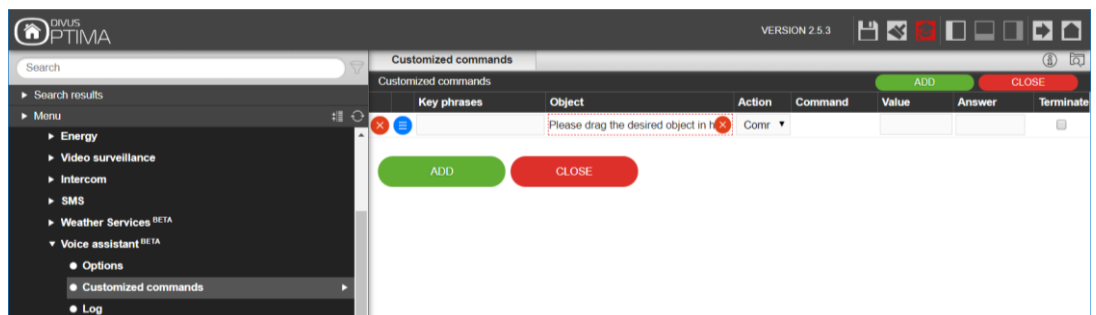 DIVUS
OPTIMA
VERSION 2.5.3
Search
Search results
Menu
Energy
Video surveillance
Intercom
SMS
Weather Services BETA
Voice assistant BETA
Options
Customized commands
Log
Customized commands
Customized commands
ADD CLOSE
Key phrases Object Action Command Value Answer Terminate
Please drag the desired object in h Comr
ADD CLOSE